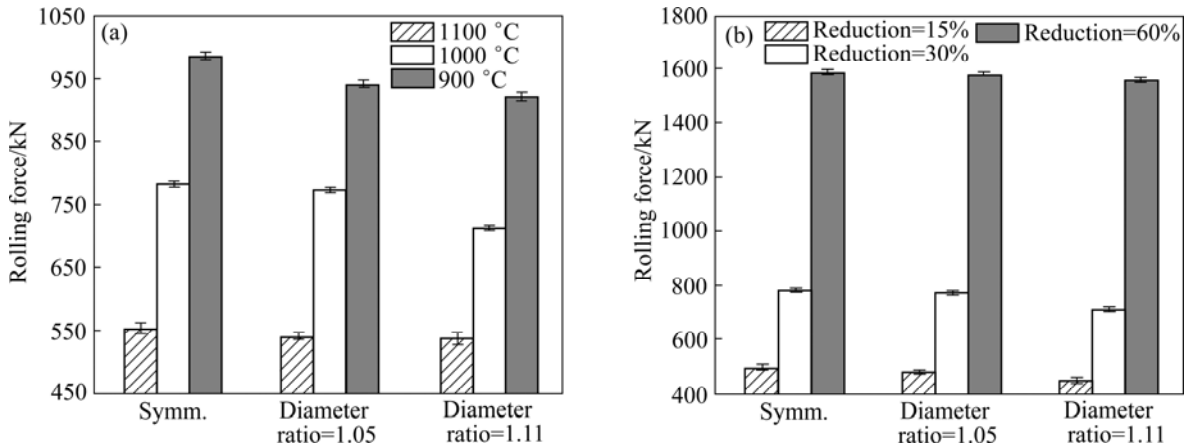 (a)
1100 °C
1000 °C
900 °C
Rolling force/kN
1050
950
850
750
650
550
450
Symm.
Diameter
ratio=1.05
Diameter
ratio=1.11
(b)
Reduction=15%
Reduction=30%
Reduction=60%
Rolling force/kN
1800
1600
1400
1200
1000
800
600
400
Symm.
Diameter
ratio=1.05
Diameter
ratio=1.11